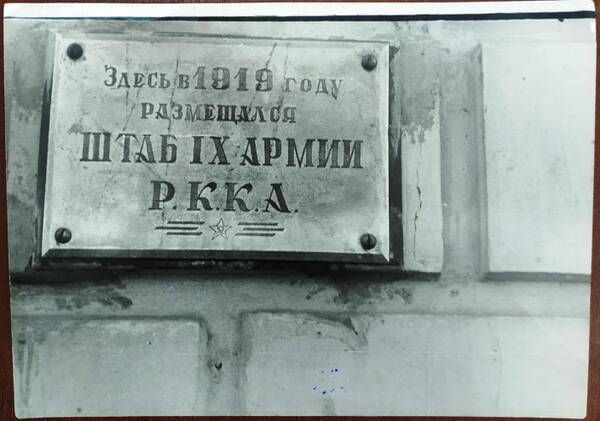 Здесь в 1919 году
размещался
ШТАБ IX АРМИИ
Р.К.К.А.